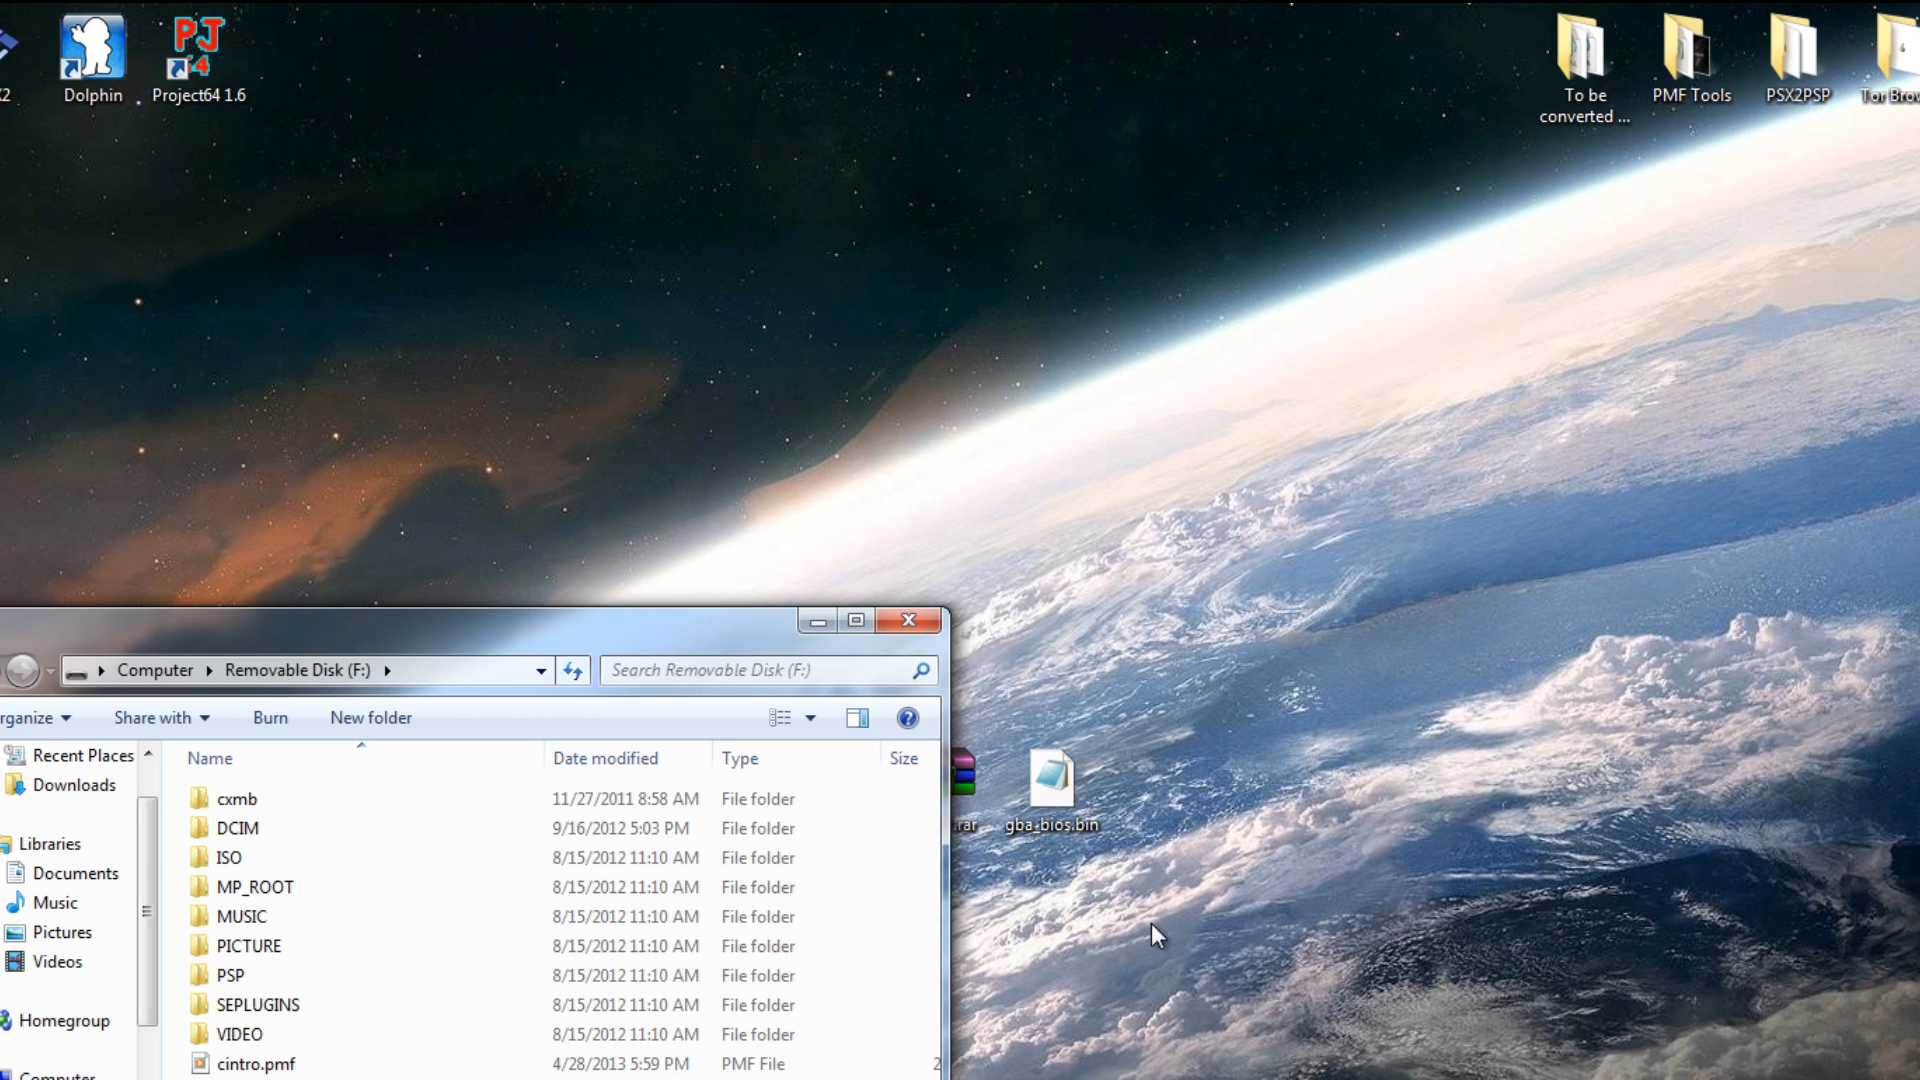 X2
Dolphin
PJ
64
Project64 1.6
To be
converted ...
PMF Tools
PSX2PSP
Tor Brow
Computer
Removable Disk (F:)
Search Removable Disk (F:)
rganize
Share with
Burn
New folder
Recent Places
Downloads
Libraries
Documents
Music
Pictures
Videos
Homegroup
Computer
Name Date modified Type Size
cxmb 11/27/2011 8:58 AM File folder
DCIM 9/16/2012 5:03 PM File folder
ISO 8/15/2012 11:10 AM File folder
MP_ROOT 8/15/2012 11:10 AM File folder
MUSIC 8/15/2012 11:10 AM File folder
PICTURE 8/15/2012 11:10 AM File folder
PSP 8/15/2012 11:10 AM File folder
SEPLUGINS 8/15/2012 11:10 AM File folder
VIDEO 8/15/2012 11:10 AM File folder
cintro.pmf 4/28/2013 5:59 PM PMF File 2
.rar
gba_bios.bin